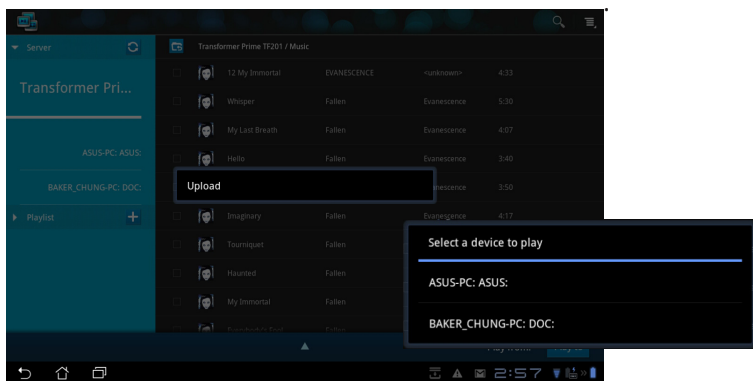 Server
Transformer Prime TF201 / Music
Transformer Pri...
12 My Immortal EVANESCENCE <unknown> 4:33
Whisper Fallen Evanescence 5:30
My Last Breath Fallen Evanescence 4:07
ASUS-PC: ASUS:
Hello Fallen Evanescence 3:40
BAKER_CHUNG-PC: DOC:
Upload
3:50
Playlist
Imaginary Fallen Evanescence 4:17
Tourniquet Fallen
Haunted Fallen
My Immortal Fallen
Select a device to play
ASUS-PC: ASUS:
BAKER_CHUNG-PC: DOC:
2:57